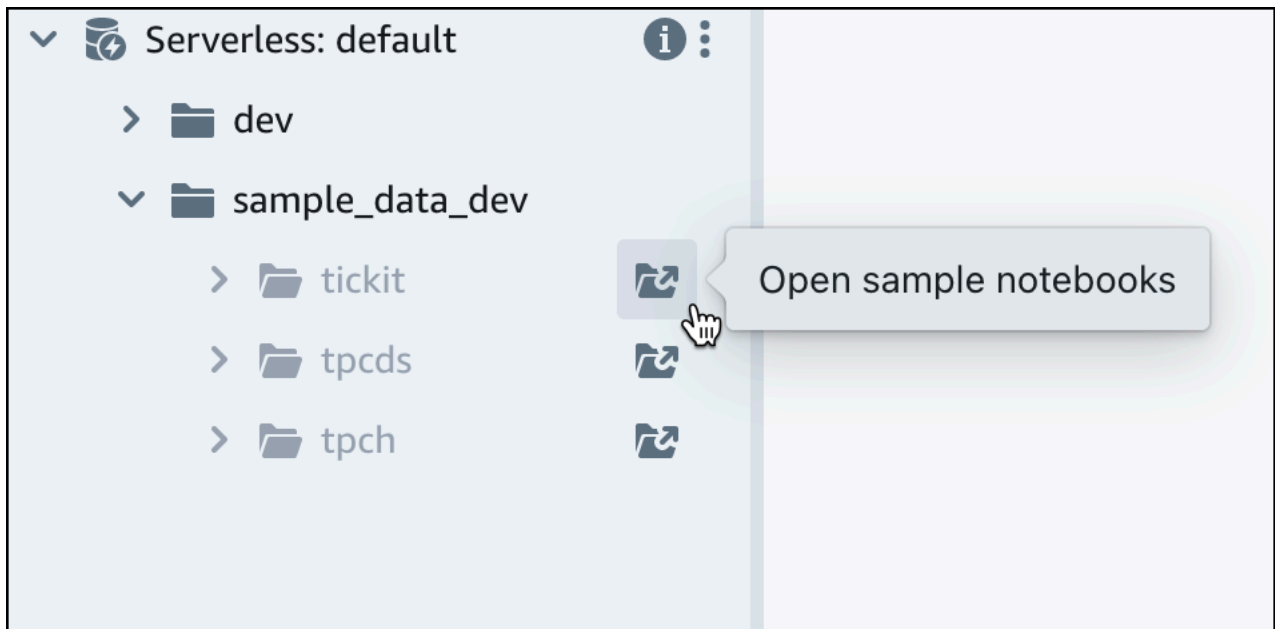 Serverless: default
dev
sample_data_dev
tickit
Open sample notebooks
tpcds
tpch